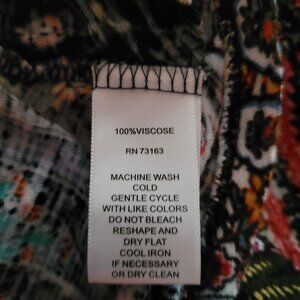 100%VISCOSE
RN 73163
MACHINE WASH
COLD
GENTLE CYCLE
WITH LIKE COLORS
DO NOT BLEACH
RESHAPE AND
DRY FLAT
COOL IRON
IF NECESSARY
OR DRY CLEAN